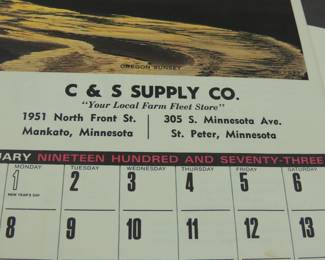 OREGON SUNSET
C & S SUPPLY CO.
"Your Local Farm Fleet Store"
1951 North Front St. 305 S. Minnesota Ave.
Mankato, Minnesota St. Peter, Minnesota
UARY NINETEEN HUNDRED AND SEVENTY-THREE
MONDAY TUESDAY WEDNESDAY THURSDAY FRIDAY SATURDAY
1 2 3 4 5 6
NEW YEAR'S DAY
8 9 10 11 12 13